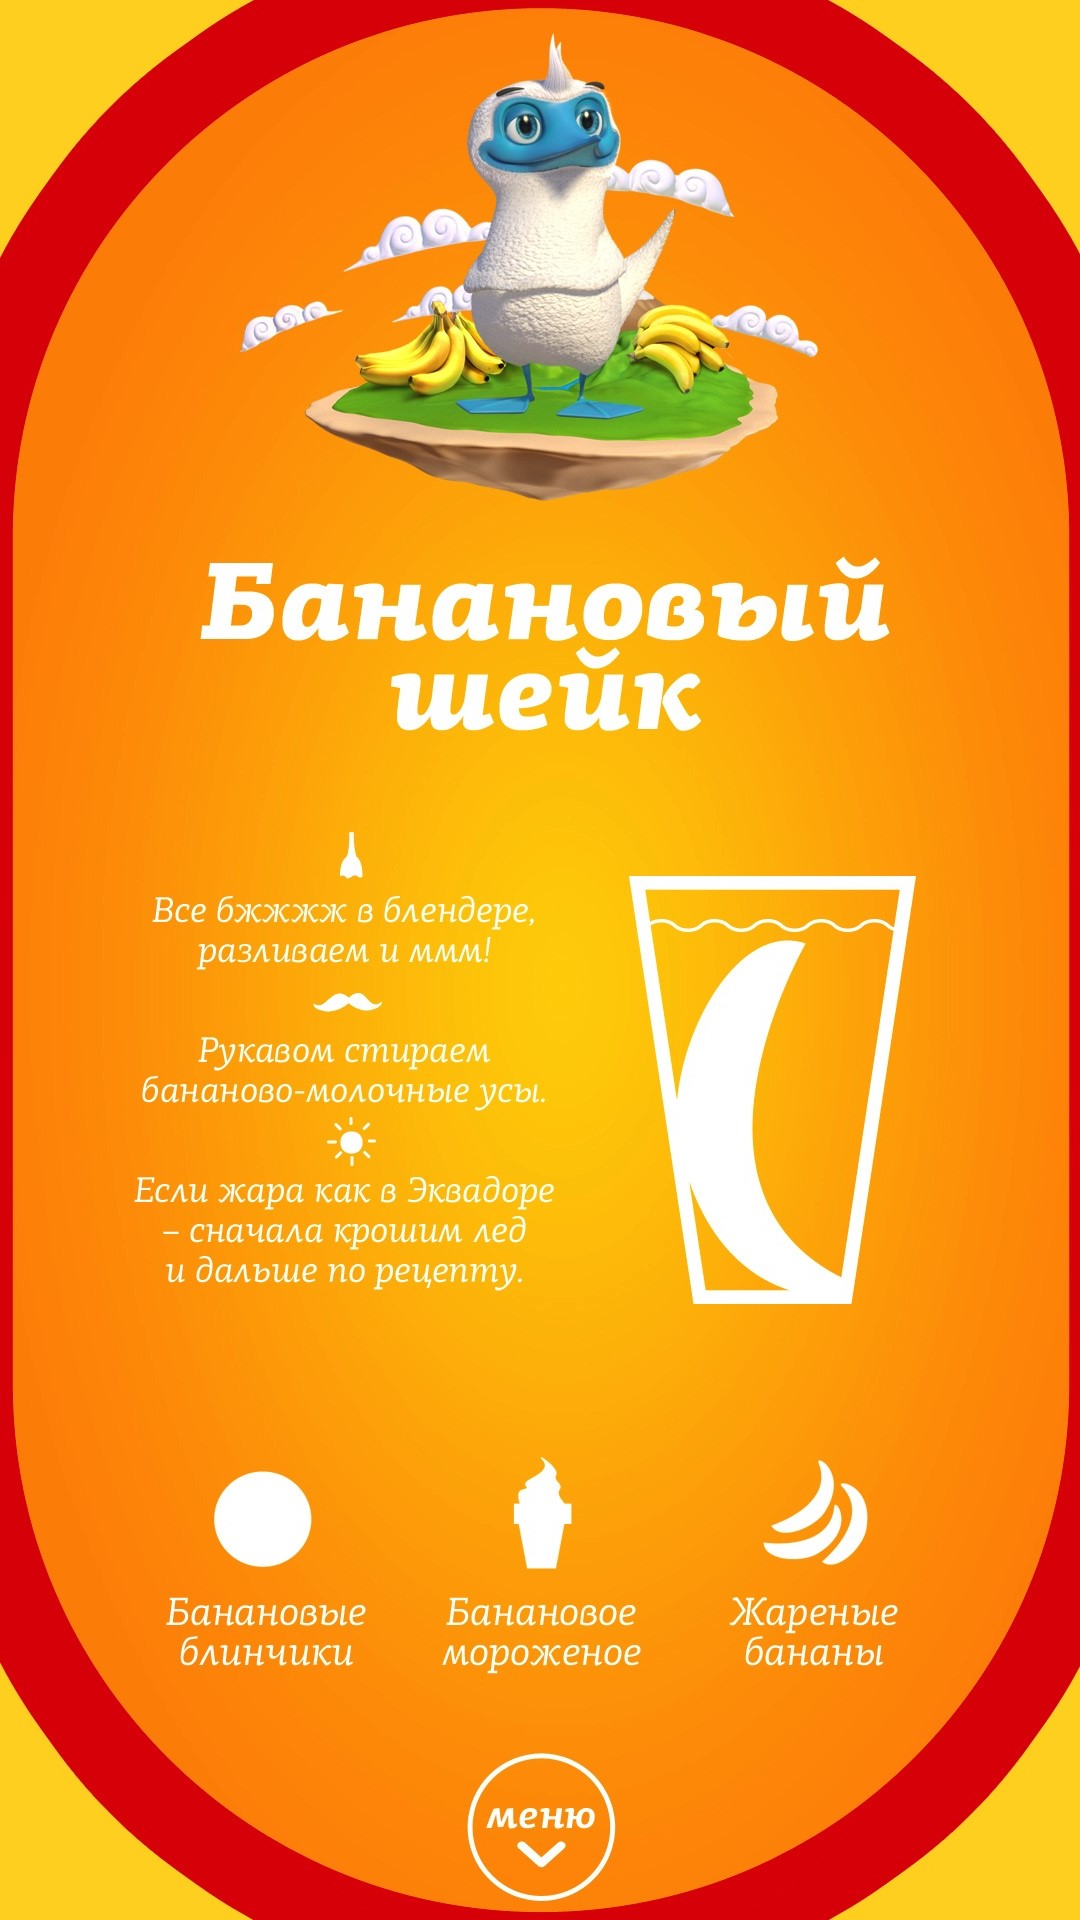 Банановый
шейк
Все бжжжж в блендере,
разливаем и ммм!
Рукавом стираем
бананово-молочные усы.
Если жара как в Эквадоре
– сначала крошим лед
и дальше по рецепту.
Банановые
блинчики
Банановое
мороженое
Жареные
бананы
меню